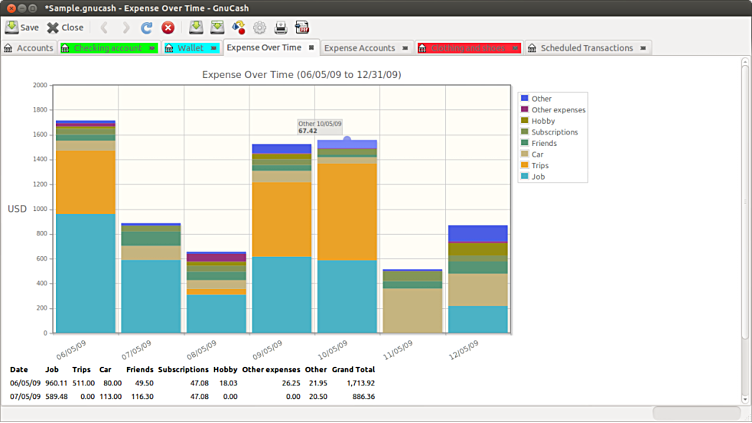 *Sample.gnucash - Expense Over Time - GnuCash
Save Close
Accounts Checking account Wallet Expense Over Time Expense Accounts Scheduled Transactions
Expense Over Time (06/05/09 to 12/31/09)
2000
1800
1600
1400
1200
1000
800
600
400
200
0
USD
Other 10/05/09
67.42
Other
Other expenses
Hobby
Subscriptions
Friends
Car
Trips
Job
06/05/09 07/05/09 08/05/09 09/05/09 10/05/09 11/05/09 12/05/09
Date Job Trips Car Friends Subscriptions Hobby Other expenses Other Grand Total
06/05/09 960.11 511.00 80.00 49.50 47.08 18.03 26.25 21.95 1,713.92
07/05/09 589.48 0.00 113.00 116.30 47.08 0.00 0.00 20.50 886.36